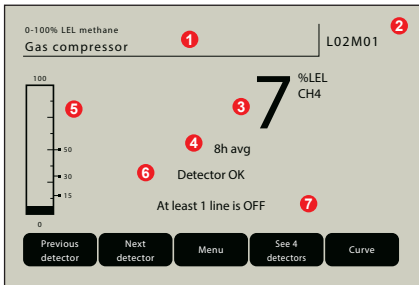 0-100% LEL methane
Gas compressor
1
L02M01
2
100
5
50
30
15
0
3
7
%LEL
CH4
4
8h avg
6
Detector OK
At least 1 line is OFF
7
Previous
detector
Next
detector
Menu
See 4
detectors
Curve